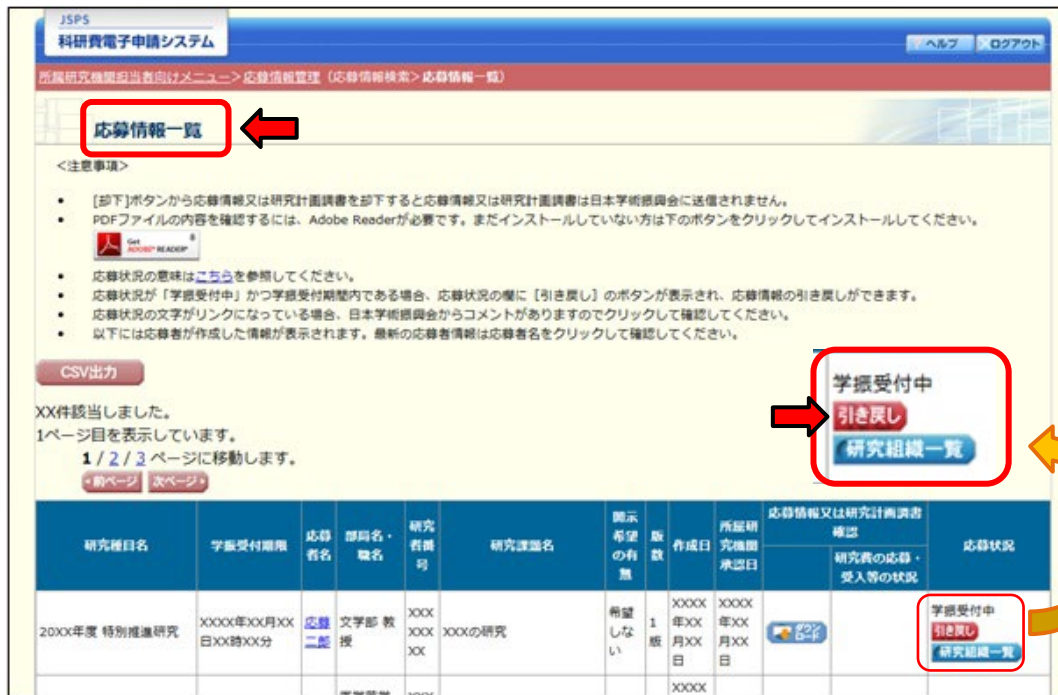 JSPS
科研費電子申請システム
ヘルプ
ログアウト
所属研究機関担当者向けメニュー>応募情報管理（応募情報検索>応募情報一覧）
応募情報一覧
<注意事項>
• [却下]ボタンから応募情報又は研究計画調書を却下すると応募情報又は研究計画調書は日本学術振興会に送信されません。
• PDFファイルの内容を確認するには、Adobe Readerが必要です。まだインストールしていない方は下のボタンをクリックしてインストールしてください。
Get
ADOBE® READER®
• 応募状況の意味はこちらを参照してください。
• 応募状況が「学振受付中」かつ学振受付期間内である場合、応募状況の欄に［引き戻し］のボタンが表示され、応募情報の引き戻しができます。
• 応募状況の文字がリンクになっている場合、日本学術振興会からコメントがありますのでクリックして確認してください。
• 以下には応募者が作成した情報が表示されます。最新の応募者情報は応募者名をクリックして確認してください。
CSV出力
学振受付中
引き戻し
研究組織一覧
XX件該当しました。
1ページ目を表示しています。
1 / 2 / 3 ページに移動します。
前ページ 次ページ
研究種目名
学振受付期限
応募者名
部局名・職名
研究者番号
研究課題名
開示希望の有無
版数
作成日
所属研究機関承認日
応募情報又は研究計画調書確認
研究費の応募・受入等の状況
応募状況
20XX年度 特別推進研究
XXXX年XX月XX日XX時XX分
応募二郎
文学部 教授
XXXXXXXX
XXXの研究
希望しない
1版
XXXX年XX月XX日
XXXX年XX月XX日
ダウンロード
学振受付中
引き戻し
研究組織一覧
XXXX